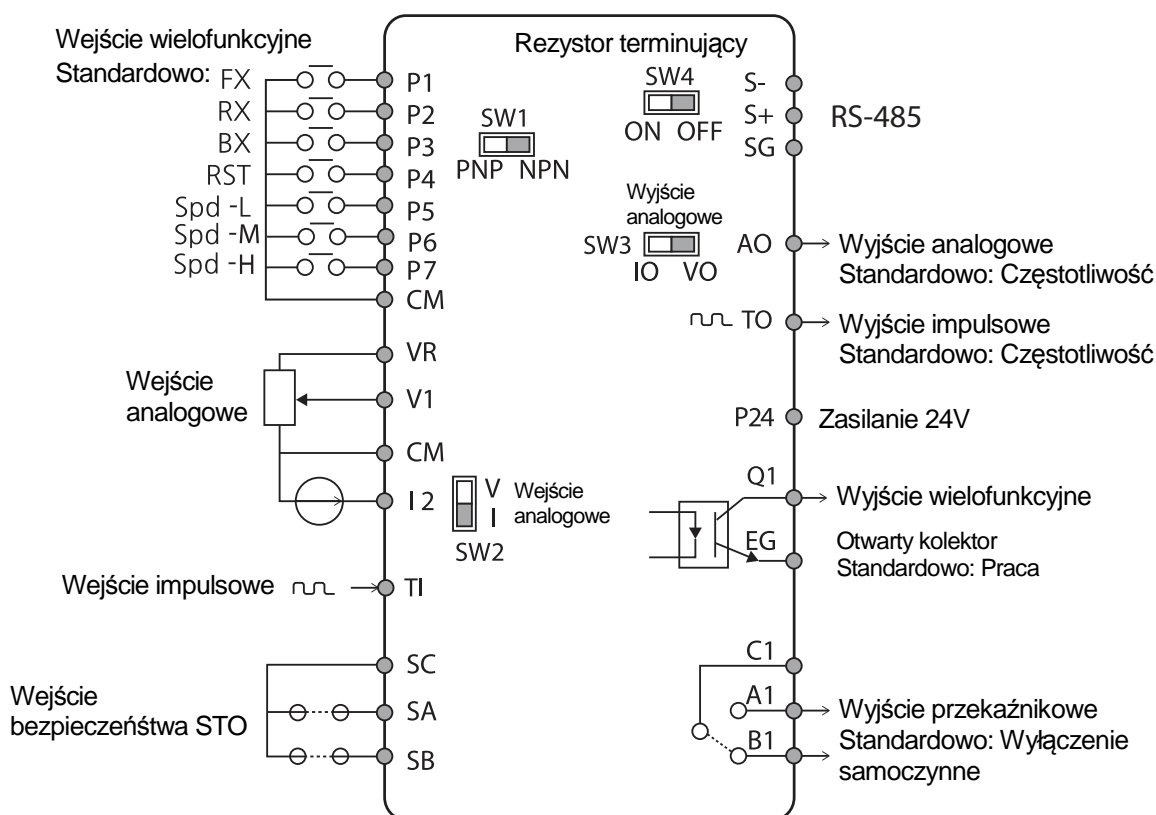 Wejście wielofunkcyjne
Standardowo:
FX
RX
BX
RST
Spd -L
Spd -M
Spd -H
P1
P2
P3
P4
P5
P6
P7
CM
SW1
PNP NPN
Rezystor terminujący
SW4
ON OFF
S-
S+
SG
RS-485
Wyjście
analogowe
SW3
IO VO
AO
Wyjście analogowe
Standardowo: Częstotliwość
TO
Wyjście impulsowe
Standardowo: Częstotliwość
Wejście
analogowe
VR
V1
CM
I2
V
I
Wejście
analogowe
SW2
P24
Zasilanie 24V
Q1
Wyjście wielofunkcyjne
EG
Otwarty kolektor
Standardowo: Praca
Wejście impulsowe
TI
Wejście
bezpieczeńśtwa STO
SC
SA
SB
C1
A1
B1
Wyjście przekaźnikowe
Standardowo: Wyłączenie
samoczynne